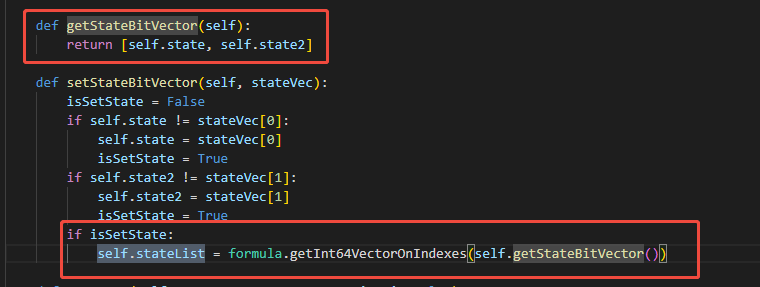 def getStateBitVector(self):
    return [self.state, self.state2]
def setStateBitVector(self, stateVec):
    isSetState = False
    if self.state != stateVec[0]:
        self.state = stateVec[0]
        isSetState = True
    if self.state2 != stateVec[1]:
        self.state2 = stateVec[1]
        isSetState = True
    if isSetState:
        self.stateList = formula.getInt64VectorOnIndexes(self.getStateBitVector())